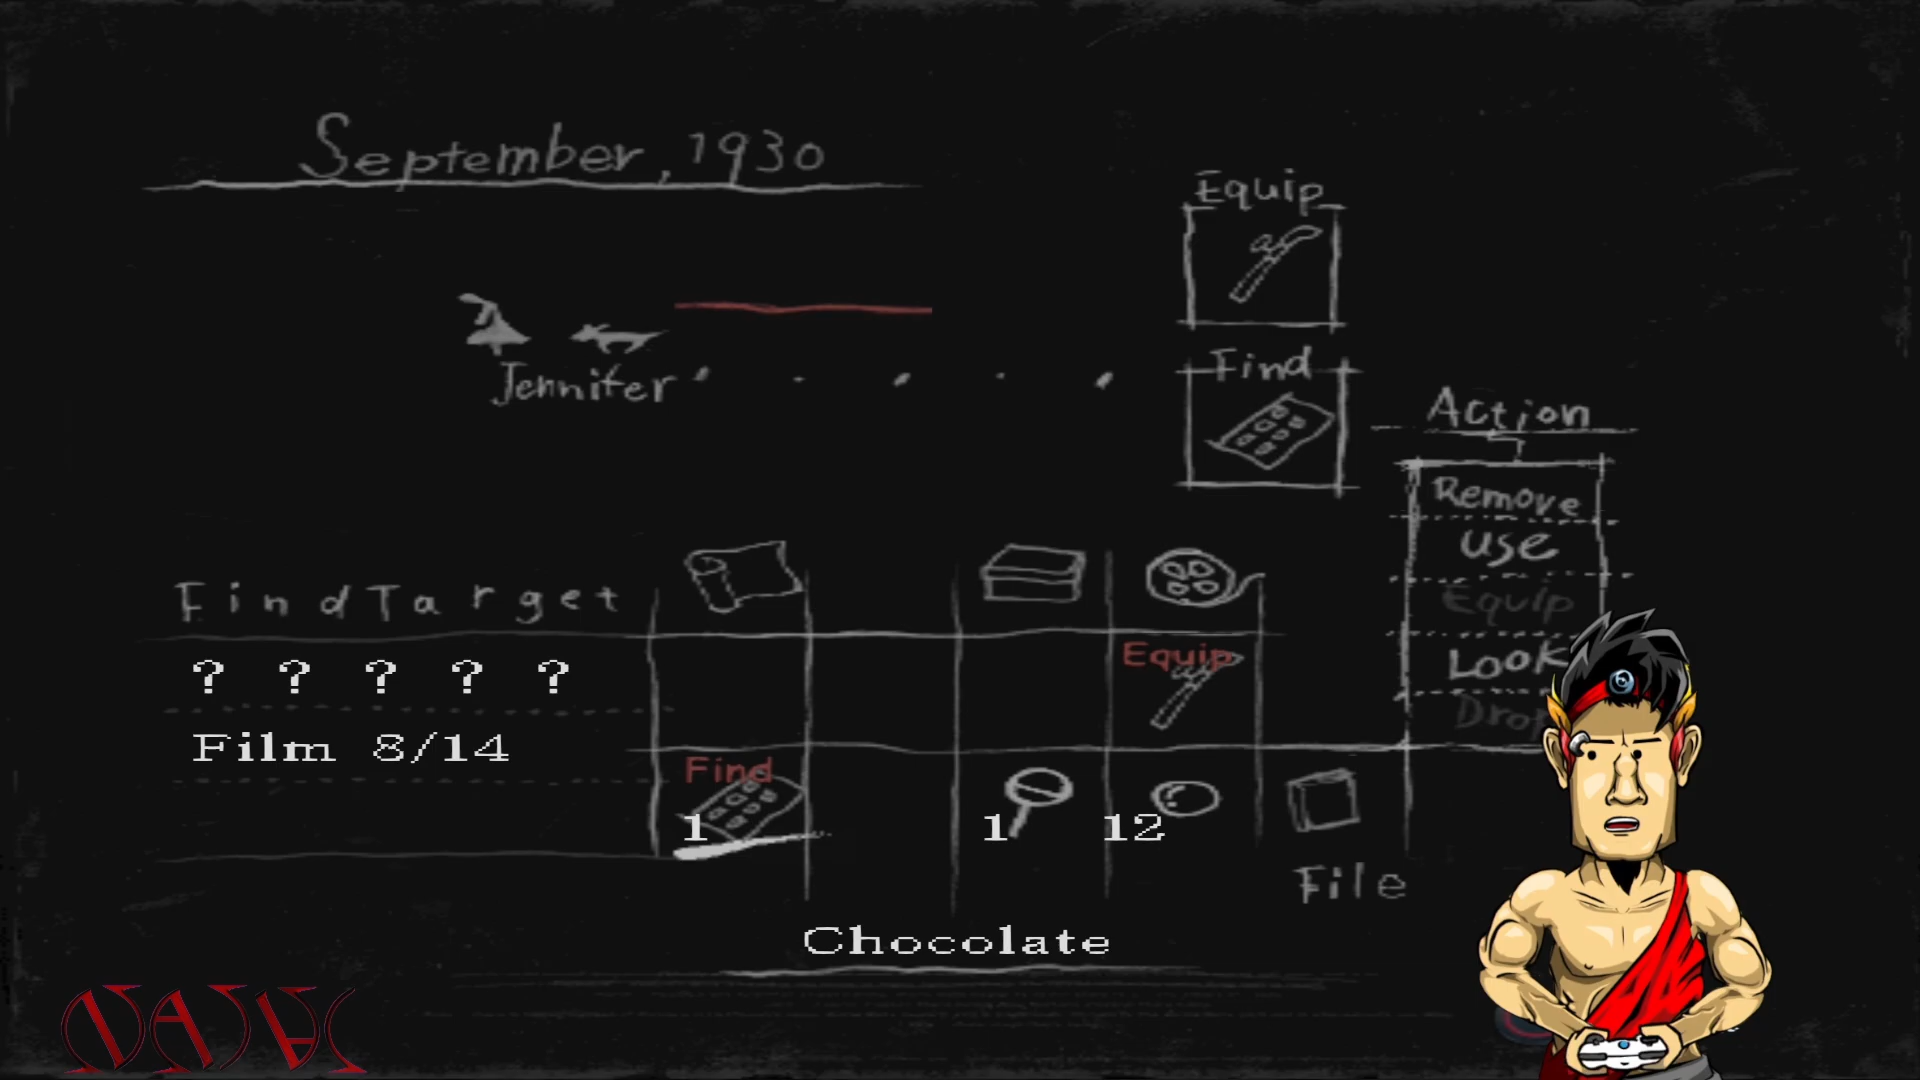 September, 1930
Equip
Jennifer
Find
Action
Remove
Use
Equip
Look
Drop
FindTarget
? ? ? ? ?
Film 8/14
Equip
Find
1
1
12
File
Chocolate